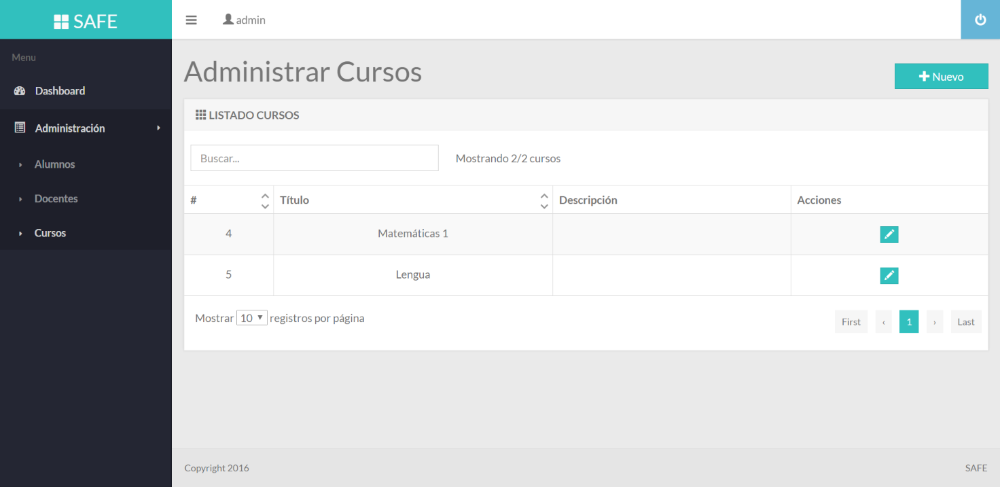 SAFE
admin
Menu
Dashboard
Administración
Alumnos
Docentes
Cursos
Administrar Cursos
Nuevo
LISTADO CURSOS
Buscar...
Mostrando 2/2 cursos
# Título Descripción Acciones
4 Matemáticas 1
5 Lengua
Mostrar 10 registros por página
First ‹ 1 › Last
Copyright 2016
SAFE